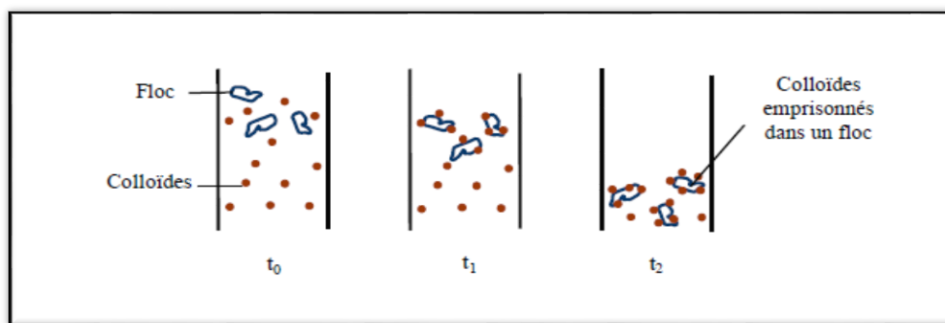 Floc
Colloïdes
Colloïdes
emprisonnés
dans un floc
t₀
t₁
t₂